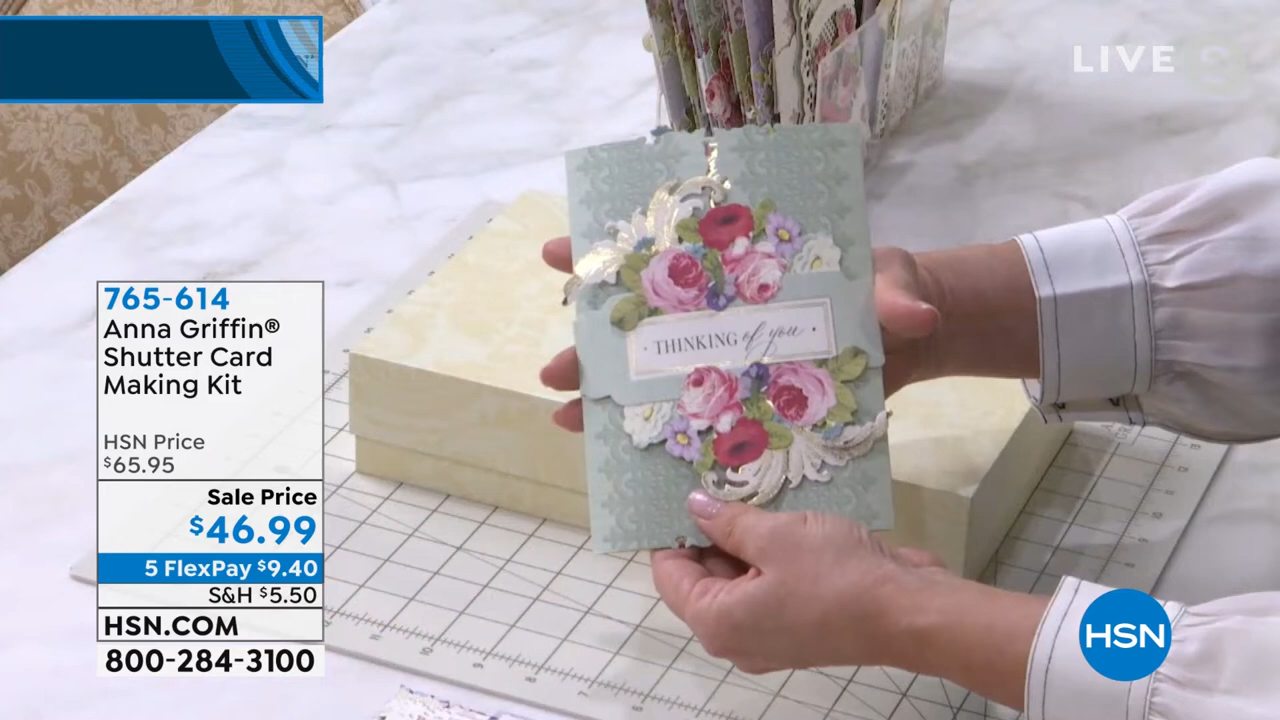 LIVE
765-614
Anna Griffin®
Shutter Card
Making Kit
HSN Price
$65.95
Sale Price
$46.99
5 FlexPay $9.40
S&H $5.50
HSN.COM
800-284-3100
· THINKING of you ·
HSN